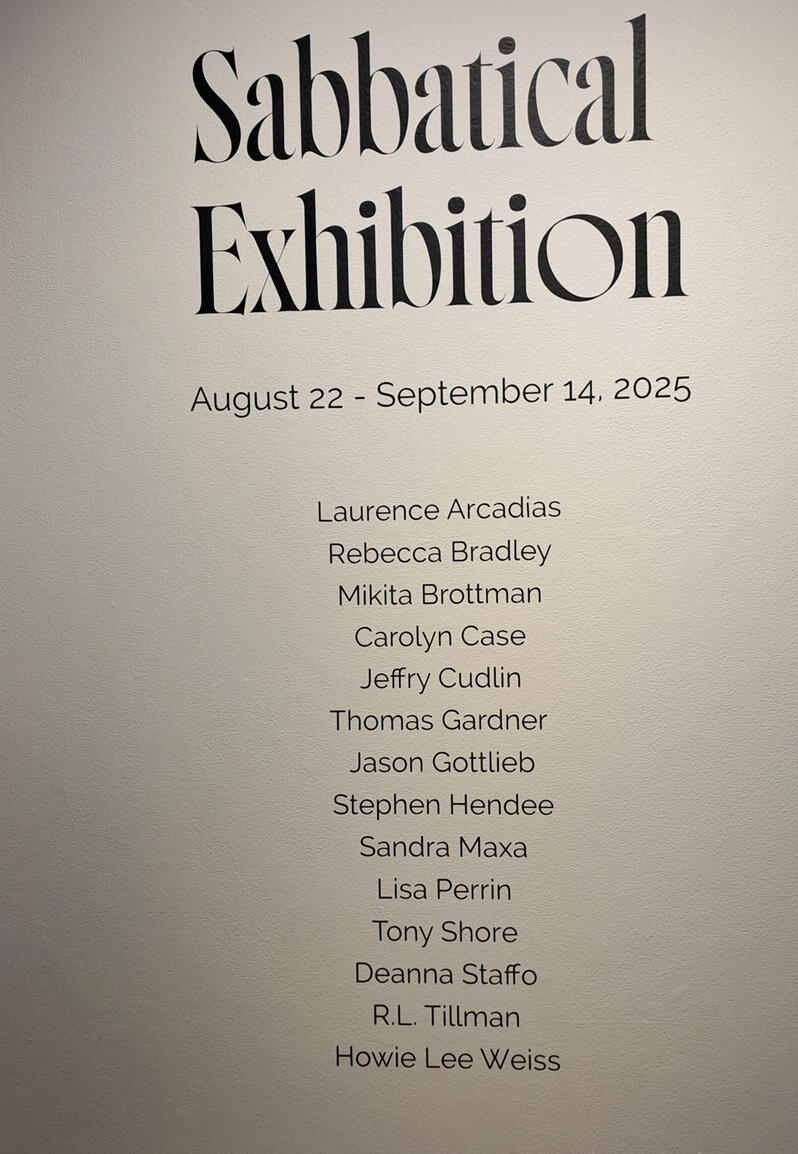 Sabbatical
Exhibition
August 22 - September 14, 2025
Laurence Arcadias
Rebecca Bradley
Mikita Brottman
Carolyn Case
Jeffry Cudlin
Thomas Gardner
Jason Gottlieb
Stephen Hendee
Sandra Maxa
Lisa Perrin
Tony Shore
Deanna Staffo
R.L. Tillman
Howie Lee Weiss